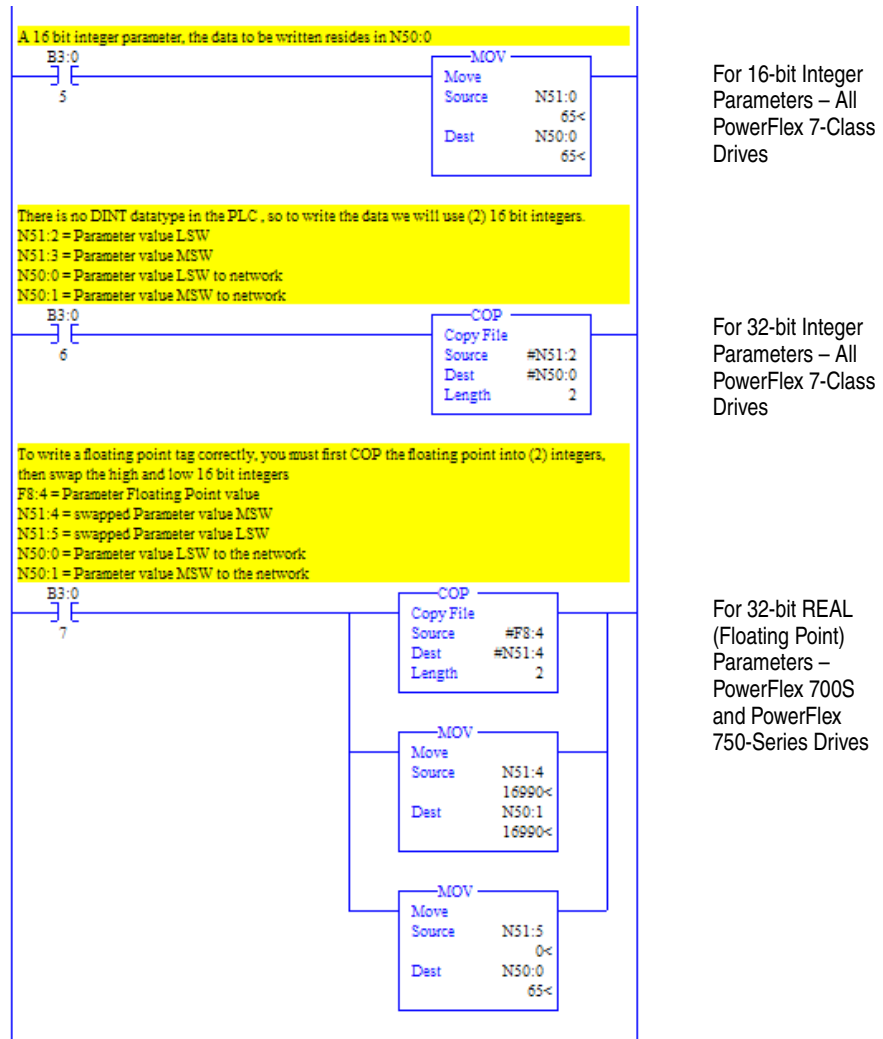 A 16 bit integer parameter, the data to be written resides in N50:0
B3:0
5
MOV
Move
Source N51:0
65<
Dest N50:0
65<
For 16-bit Integer
Parameters – All
PowerFlex 7-Class
Drives
There is no DINT datatype in the PLC , so to write the data we will use (2) 16 bit integers.
N51:2 = Parameter value LSW
N51:3 = Parameter value MSW
N50:0 = Parameter value LSW to network
N50:1 = Parameter value MSW to network
B3:0
6
COP
Copy File
Source #N51:2
Dest #N50:0
Length 2
For 32-bit Integer
Parameters – All
PowerFlex 7-Class
Drives
To write a floating point tag correctly, you must first COP the floating point into (2) integers,
then swap the high and low 16 bit integers
F8:4 = Parameter Floating Point value
N51:4 = swapped Parameter value MSW
N51:5 = swapped Parameter value LSW
N50:0 = Parameter value LSW to the network
N50:1 = Parameter value MSW to the network
B3:0
7
COP
Copy File
Source #F8:4
Dest #N51:4
Length 2
MOV
Move
Source N51:4
16990<
Dest N50:1
16990<
MOV
Move
Source N51:5
0<
Dest N50:0
65<
For 32-bit REAL
(Floating Point)
Parameters –
PowerFlex 700S
and PowerFlex
750-Series Drives